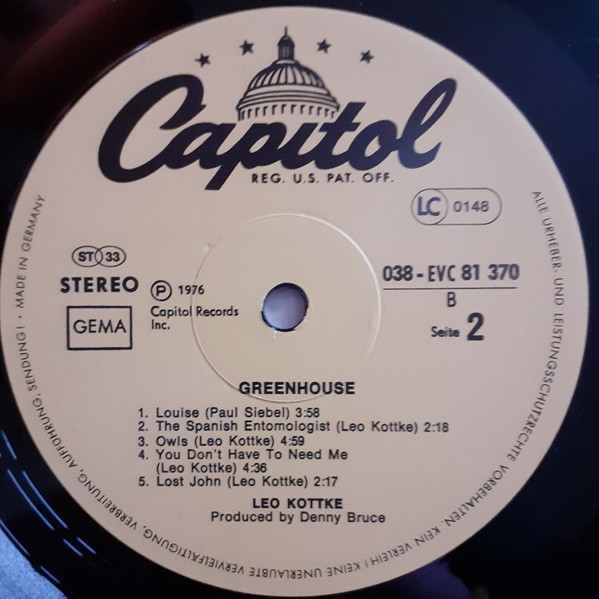 Capitol
REG. U.S. PAT. OFF.
LC 0148
ST 33
STEREO
GEMA
P 1976
Capitol Records
Inc.
038-EVC 81 370
B
Seite 2
GREENHOUSE
1. Louise (Paul Siebel) 3:58
2. The Spanish Entomologist (Leo Kottke) 2:18
3. Owls (Leo Kottke) 4:59
4. You Don't Have To Need Me
(Leo Kottke) 4:36
5. Lost John (Leo Kottke) 2:17
LEO KOTTKE
Produced by Denny Bruce
ALLE URHEBER- UND LEISTUNGSSCHUTZRECHTE VORBEHALTEN. KEIN VERLEIH! KEINE UNERLAUBTE VERVIELFÄLTIGUNG, VERBREITUNG, AUFFÜHRUNG, SENDUNG! · MADE IN GERMANY